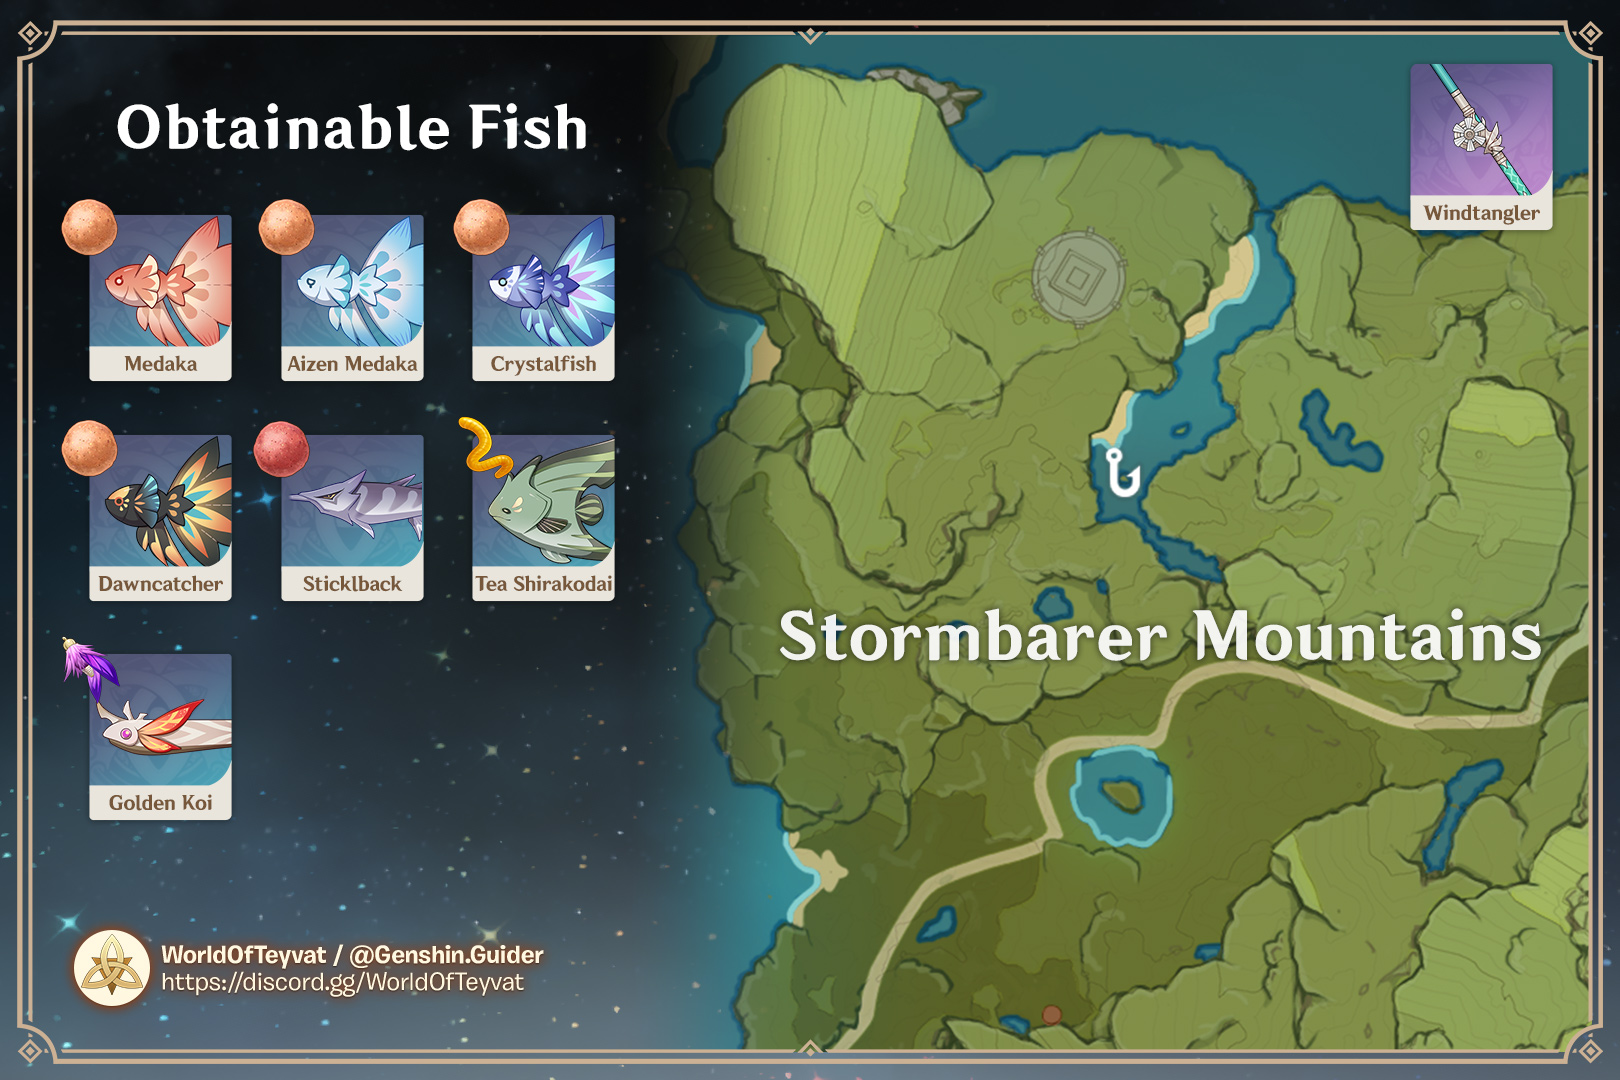 Obtainable Fish
Windtangler
Medaka
Aizen Medaka
Crystalfish
Dawncatcher
Sticklback
Tea Shirakodai
Stormbarer Mountains
Golden Koi
WorldOfTeyvat / @Genshin.Guider
https://discord.gg/WorldOfTeyvat